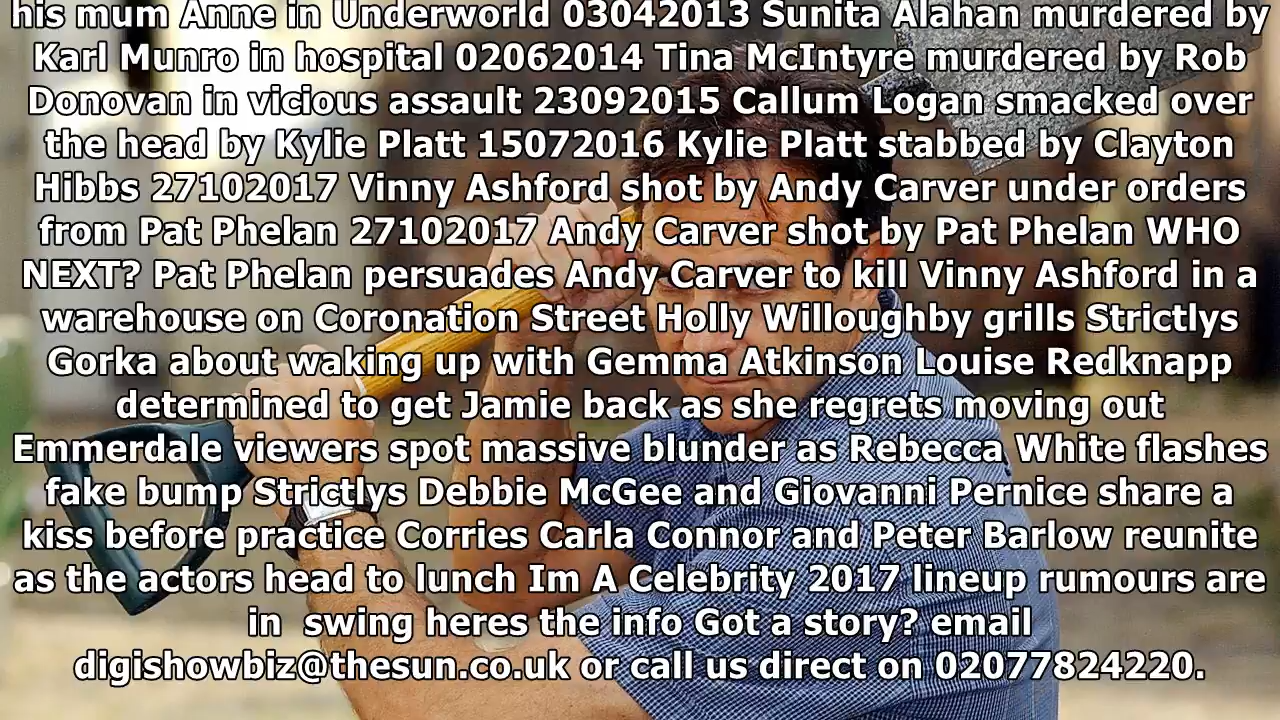 his mum Anne in Underworld 03042013 Sunita Alahan murdered by
Karl Munro in hospital 02062014 Tina McIntyre murdered by Rob
Donovan in vicious assault 23092015 Callum Logan smacked over
the head by Kylie Platt 15072016 Kylie Platt stabbed by Clayton
Hibbs 27102017 Vinny Ashford shot by Andy Carver under orders
from Pat Phelan 27102017 Andy Carver shot by Pat Phelan WHO
NEXT? Pat Phelan persuades Andy Carver to kill Vinny Ashford in a
warehouse on Coronation Street Holly Willoughby grills Strictlys
Gorka about waking up with Gemma Atkinson Louise Redknapp
determined to get Jamie back as she regrets moving out
Emmerdale viewers spot massive blunder as Rebecca White flashes
fake bump Strictlys Debbie McGee and Giovanni Pernice share a
kiss before practice Corries Carla Connor and Peter Barlow reunite
as the actors head to lunch Im A Celebrity 2017 lineup rumours are
in  swing heres the info Got a story? email
digishowbiz@thesun.co.uk or call us direct on 02077824220.